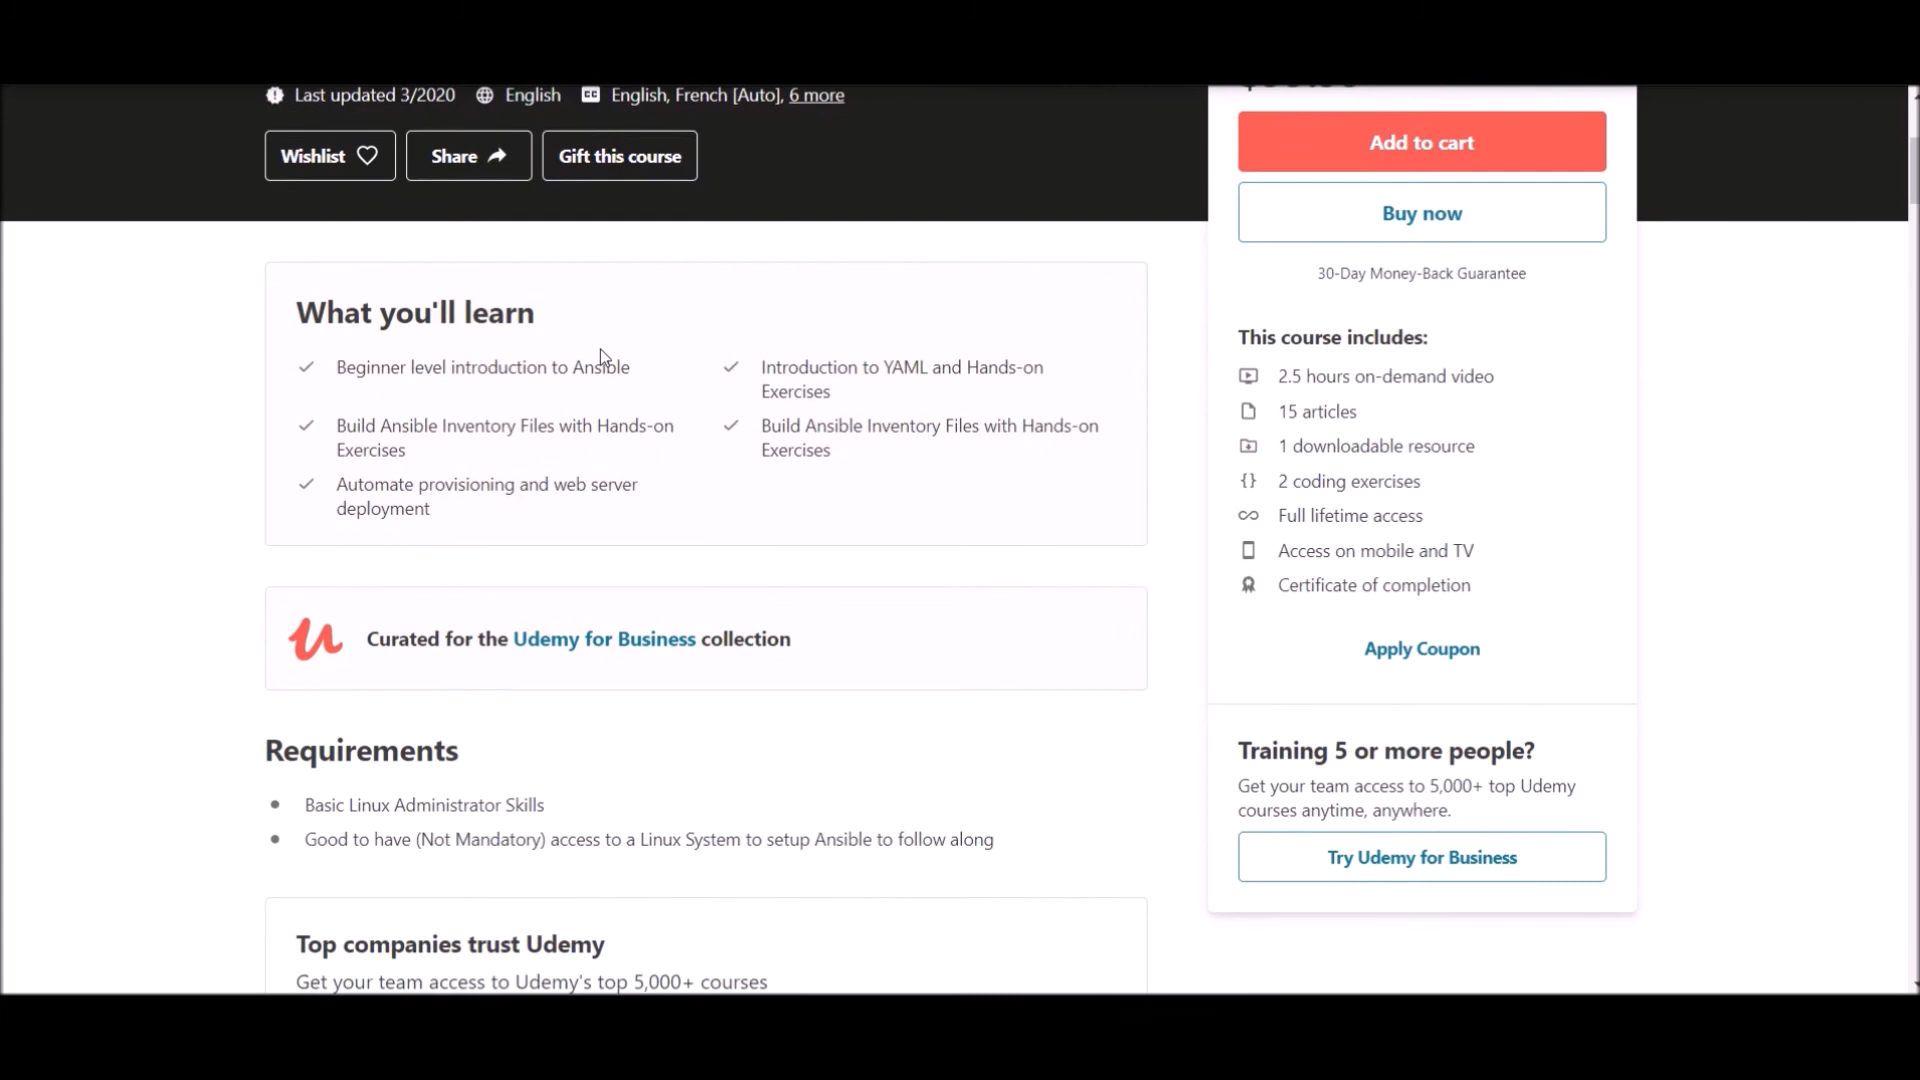 Last updated 3/2020 English English, French [Auto], 6 more
Wishlist Share Gift this course
What you'll learn
Beginner level introduction to Ansible
Introduction to YAML and Hands-on
Exercises
Build Ansible Inventory Files with Hands-on
Exercises
Build Ansible Inventory Files with Hands-on
Exercises
Automate provisioning and web server
deployment
Curated for the Udemy for Business collection
Requirements
Basic Linux Administrator Skills
Good to have (Not Mandatory) access to a Linux System to setup Ansible to follow along
Top companies trust Udemy
Get your team access to Udemy's top 5,000+ courses
Add to cart
Buy now
30-Day Money-Back Guarantee
This course includes:
2.5 hours on-demand video
15 articles
1 downloadable resource
{} 2 coding exercises
Full lifetime access
Access on mobile and TV
Certificate of completion
Apply Coupon
Training 5 or more people?
Get your team access to 5,000+ top Udemy
courses anytime, anywhere.
Try Udemy for Business